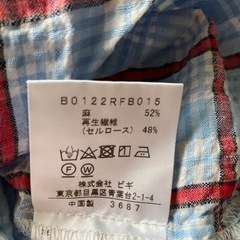 B0122RFB015
麻 52%
再生繊維
(セルロース) 48%
株式会社 ビギ
東京都目黒区青葉台2-1-4
中国製 3687